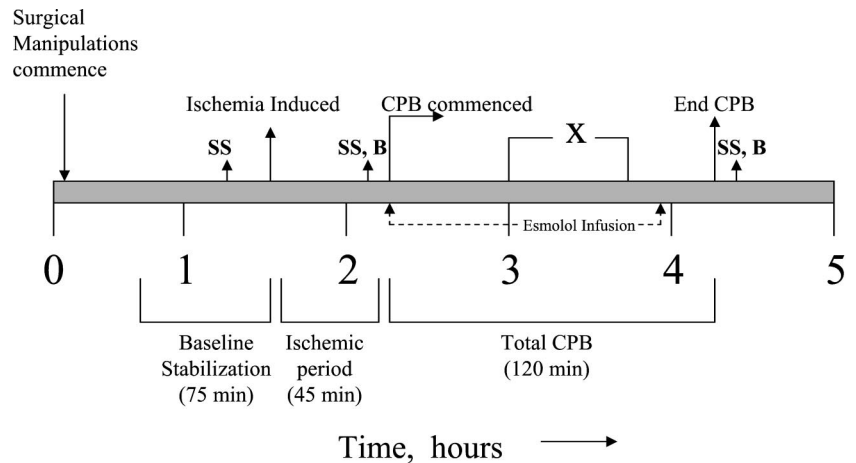 Surgical
Manipulations
commence
Ischemia Induced
CPB commenced
End CPB
SS
SS, B
X
SS, B
Esmolol Infusion
0
1
2
3
4
5
Baseline
Stabilization
(75 min)
Ischemic
period
(45 min)
Total CPB
(120 min)
Time, hours